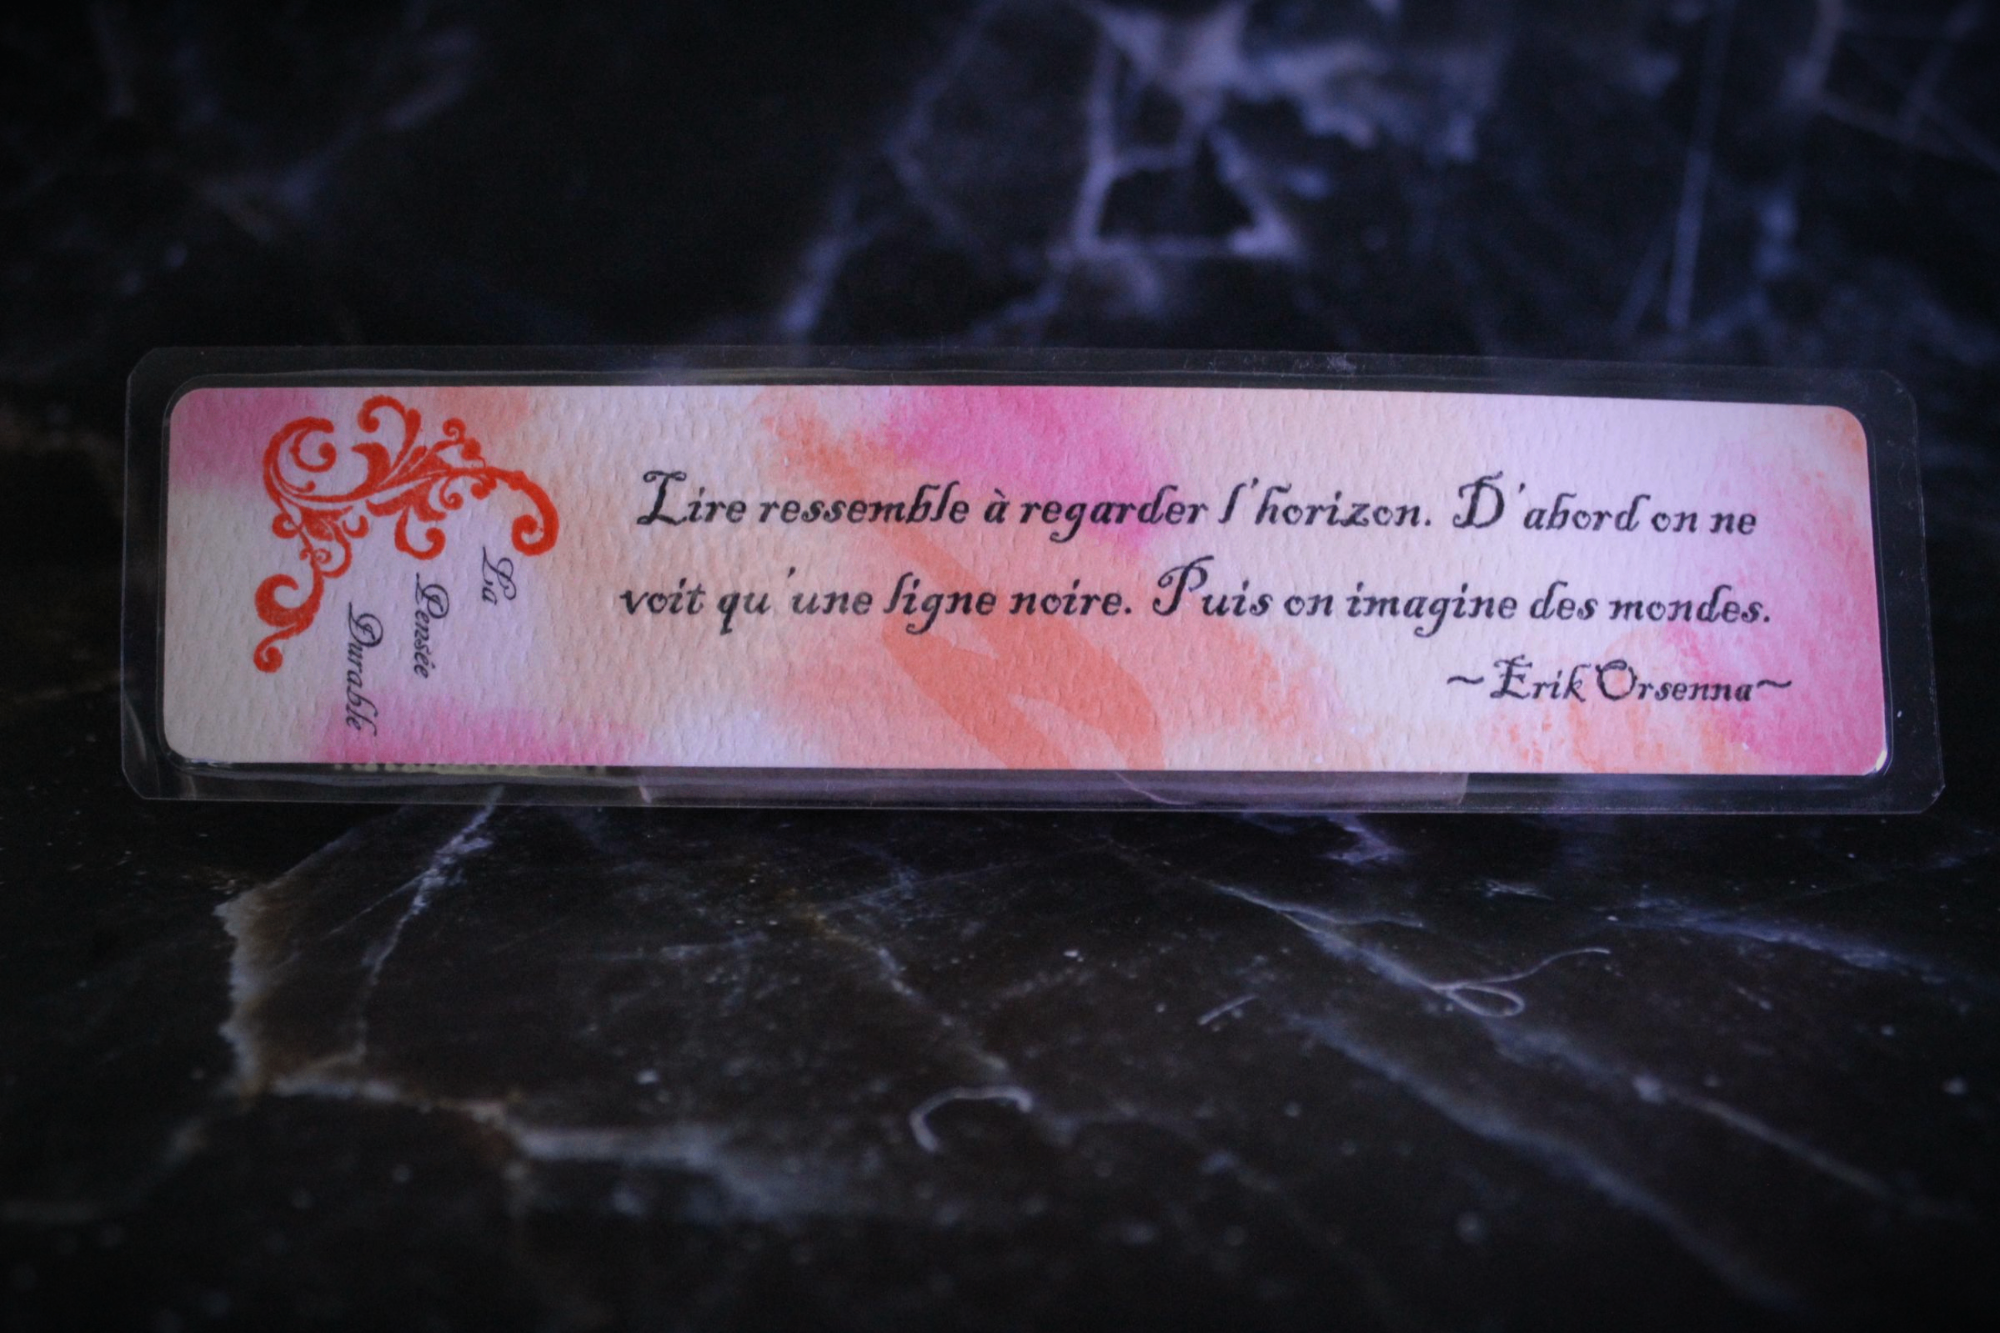 La
Pensée
Durable
Lire ressemble à regarder l'horizon. D'abord on ne
voit qu'une ligne noire. Puis on imagine des mondes.
~Erik Orsenna~